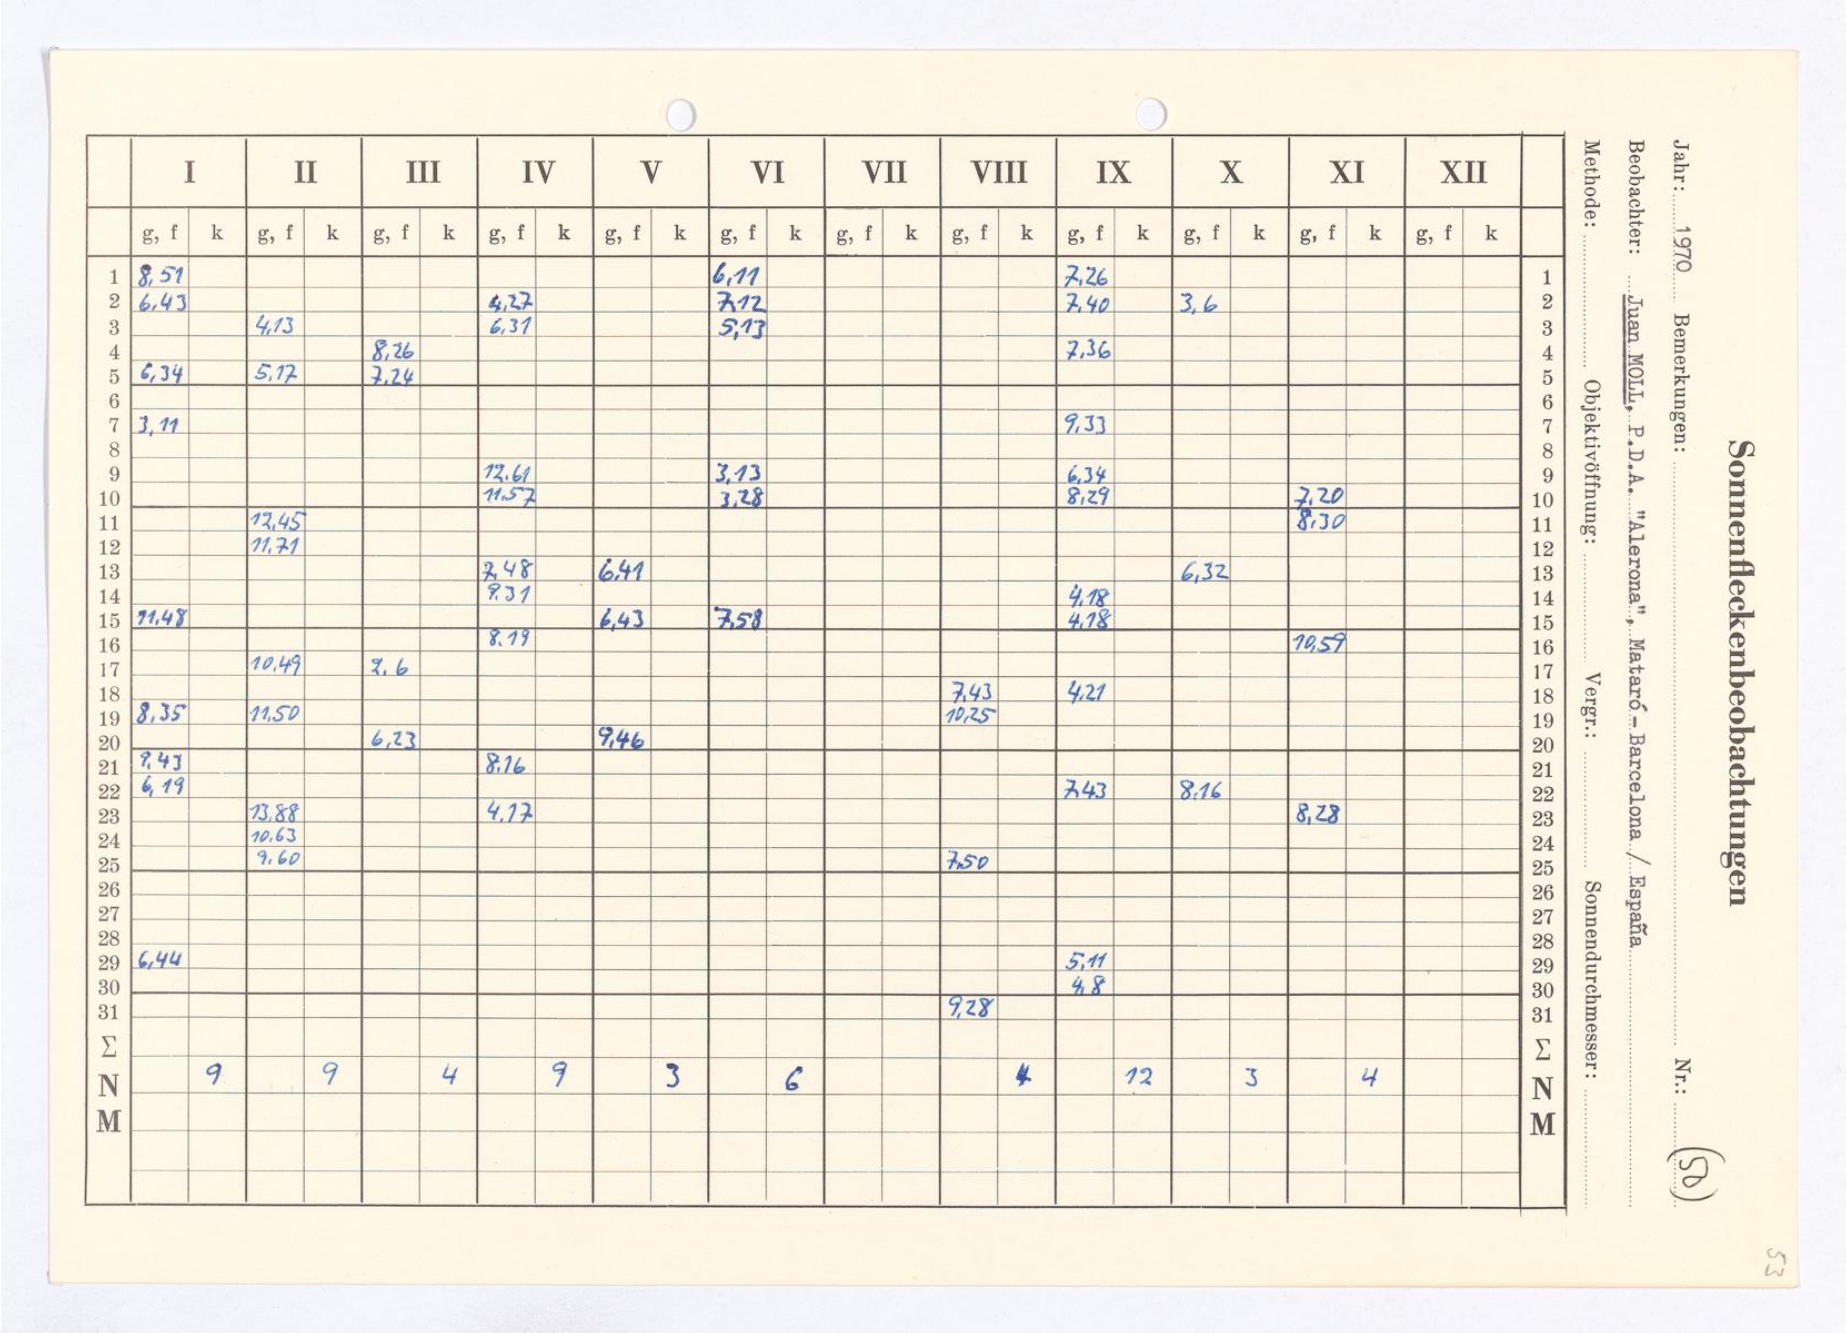 Sonnenfleckenbeobachtungen
Jahr: 1970 Bemerkungen: Nr.: (50)
Beobachter: Juan MOLL, P.D.A. "Alerona", Mataró-Barcelona / España
Methode: Objektivöffnung: Vergr.: Sonnendurchmesser:
I II III IV V VI VII VIII IX X XI XII
g, f k g, f k g, f k g, f k g, f k g, f k g, f k g, f k g, f k g, f k g, f k g, f k
1 8,51 6,11 7,26 1
2 6,43 4,27 7,12 7,40 3,6 2
3 4,13 6,31 5,13 3
4 8,26 7,36 4
5 6,34 5,17 7,24 5
6 6
7 3,11 9,33 7
8 8
9 12.61 3,13 6,34 9
10 11.57 3,28 8,29 7,20 10
11 12,45 8,30 11
12 11,71 12
13 7,48 6,41 6,32 13
14 9.31 4,18 14
15 11,48 6,43 7,58 4,18 15
16 8.19 10,59 16
17 10,49 2.6 17
18 7,43 4,21 18
19 8,35 11,50 10,25 19
20 6,23 9,46 20
21 9,43 8.16 21
22 6,19 7,43 8,16 22
23 13,88 4,17 8,28 23
24 10,63 24
25 9,60 7,50 25
26 26
27 27
28 28
29 6,44 5,11 29
30 4,8 30
31 9,28 31
Σ Σ
N 9 9 4 9 3 6 4 12 3 4 N
M M
53